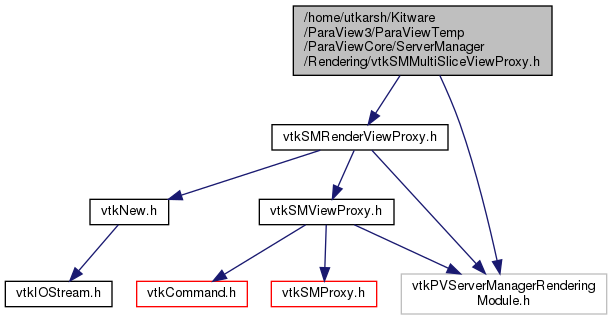 /home/utkarsh/Kitware
/ParaView3/ParaViewTemp
/ParaViewCore/ServerManager
/Rendering/vtkSMMultiSliceViewProxy.h
vtkSMRenderViewProxy.h
vtkNew.h
vtkSMViewProxy.h
vtkIOStream.h
vtkCommand.h
vtkSMProxy.h
vtkPVServerManagerRendering
Module.h